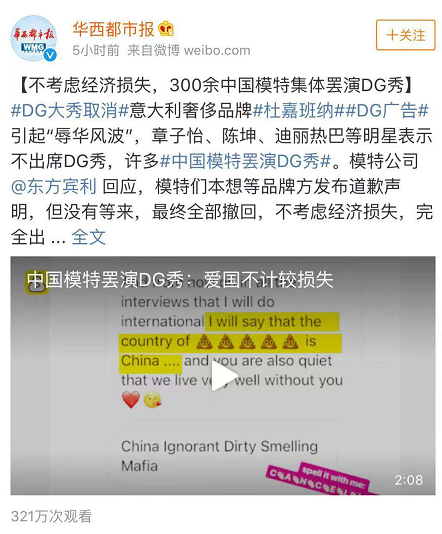 华西都市报
WMG
华西都市报
+关注
5小时前 来自微博 weibo.com
【不考虑经济损失，300余中国模特集体罢演DG秀】
#DG大秀取消#意大利奢侈品牌#杜嘉班纳##DG广告#
引起“辱华风波”，章子怡、陈坤、迪丽热巴等明星表示
不出席DG秀，许多#中国模特罢演DG秀#。模特公司
@东方宾利 回应，模特们本想等品牌方发布道歉声
明，但没有等来，最终全部撤回，不考虑经济损失，完
全出 ... 全文
中国模特罢演DG秀：爱国不计较损失
interviews that I will do
international I will say that the
country of 💩💩💩💩💩 is
China .... and you are also quiet
that we live very well without you
❤️😘
China Ignorant Dirty Smelling
Mafia
spell it with me:
2:08
321万次观看